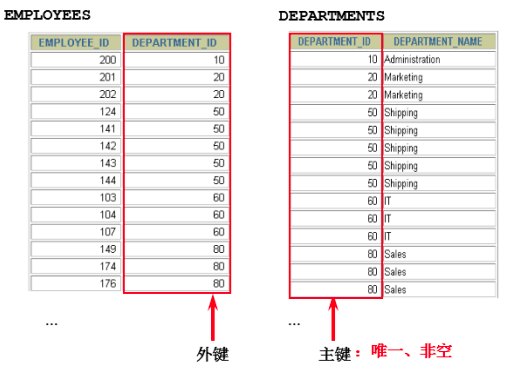 EMPLOYEES
EMPLOYEE_ID DEPARTMENT_ID
200 10
201 20
202 20
124 50
141 50
142 50
143 50
144 50
103 60
104 60
107 60
149 80
174 80
176 80
...
外键
DEPARTMENTS
DEPARTMENT_ID DEPARTMENT_NAME
10 Administration
20 Marketing
20 Marketing
50 Shipping
50 Shipping
50 Shipping
50 Shipping
50 Shipping
60 IT
60 IT
60 IT
80 Sales
80 Sales
80 Sales
...
主键：唯一、非空